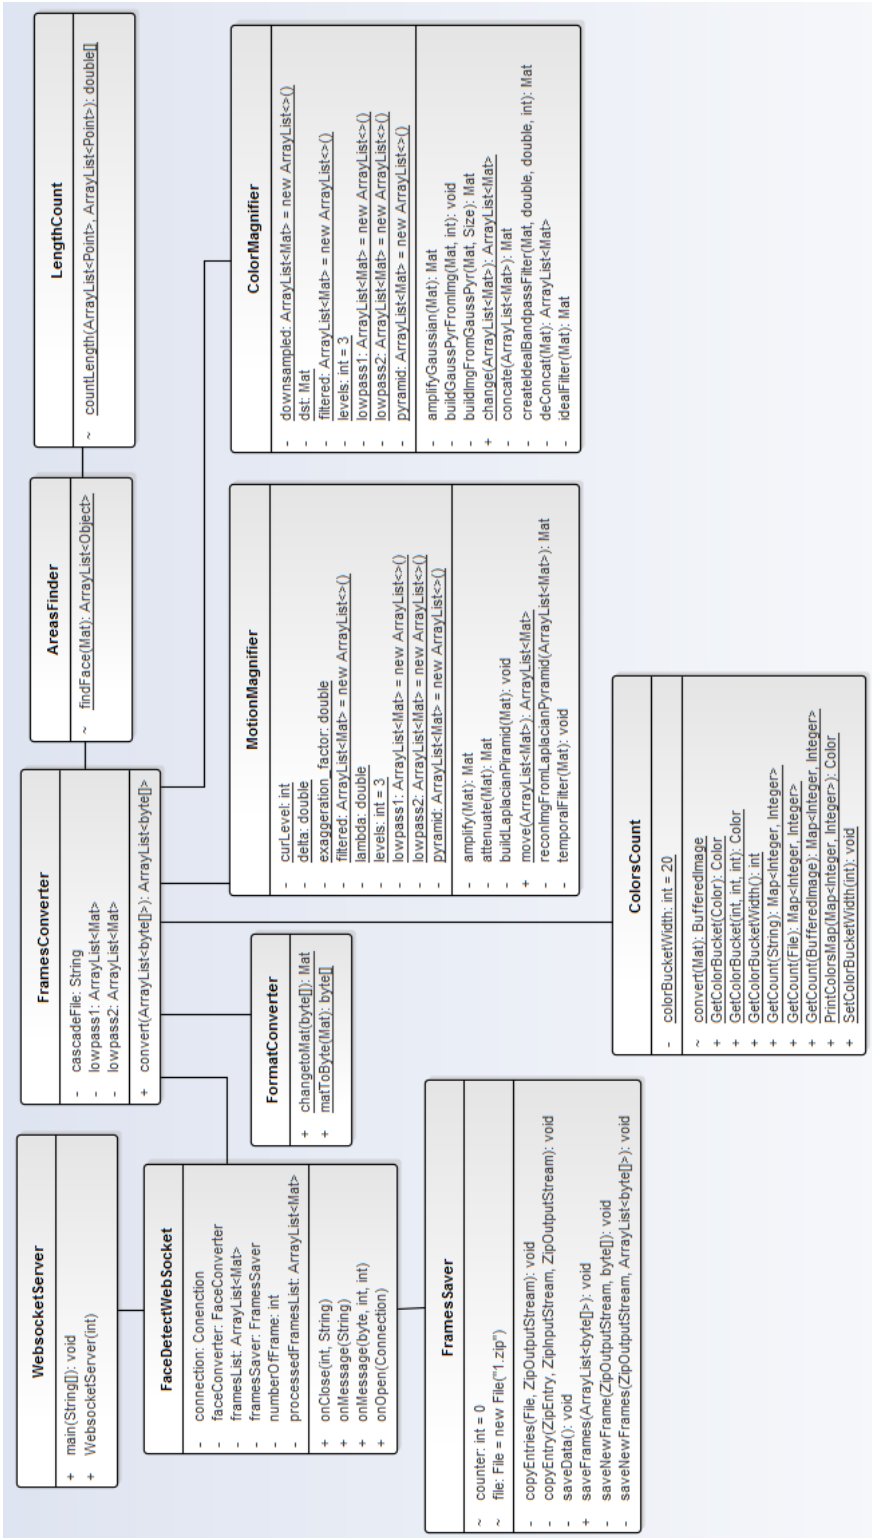 WebsocketServer
+ main(String[]): void
+ WebsocketServer(int)
FaceDetectWebSocket
- connection: Conenction
- faceConverter: FaceConverter
- framesList: ArrayList<Mat>
- framesSaver: FramesSaver
- numberOfFrame: int
- processedFramesList: ArrayList<Mat>
+ onClose(int, String)
+ onMessage(String)
+ onMessage(byte, int, int)
+ onOpen(Connection)
FramesSaver
~ counter: int = 0
~ file: File = new File("1.zip")
- copyEntries(File, ZipOutputStream): void
- copyEntry(ZipEntry, ZipInputStream, ZipOutputStream): void
- saveData(): void
+ saveFrames(ArrayList<byte[]>): void
- saveNewFrame(ZipOutputStream, byte[]): void
- saveNewFrames(ZipOutputStream, ArrayList<byte[]>): void
FramesConverter
- cascadeFile: String
- lowpass1: ArrayList<Mat>
- lowpass2: ArrayList<Mat>
+ convert(ArrayList<byte[]>): ArrayList<byte[]>
FormatConverter
+ changetoMat(byte[]): Mat
+ matToByte(Mat): byte[]
AreasFinder
~ findFace(Mat): ArrayList<Object>
LengthCount
~ countLength(ArrayList<Point>, ArrayList<Point>): double[]
MotionMagnifier
- curLevel: int
- delta: double
- exaggeration_factor: double
- filtered: ArrayList<Mat> = new ArrayList<>()
- lambda: double
- levels: int = 3
- lowpass1: ArrayList<Mat> = new ArrayList<>()
- lowpass2: ArrayList<Mat> = new ArrayList<>()
- pyramid: ArrayList<Mat> = new ArrayList<>()
- amplify(Mat): Mat
- attenuate(Mat): Mat
- buildLaplacianPiramid(Mat): void
+ move(ArrayList<Mat>): ArrayList<Mat>
- reconImgFromLaplacianPyramid(ArrayList<Mat>): Mat
- temporalFilter(Mat): void
ColorMagnifier
- downsampled: ArrayList<Mat> = new ArrayList<>()
- dst: Mat
- filtered: ArrayList<Mat> = new ArrayList<>()
- levels: int = 3
- lowpass1: ArrayList<Mat> = new ArrayList<>()
- lowpass2: ArrayList<Mat> = new ArrayList<>()
- pyramid: ArrayList<Mat> = new ArrayList<>()
- amplifyGaussian(Mat): Mat
- buildGaussPyrFromImg(Mat, int): void
- buildImgFromGaussPyr(Mat, Size): Mat
+ change(ArrayList<Mat>): ArrayList<Mat>
- concate(ArrayList<Mat>): Mat
- createIdealBandpassFilter(Mat, double, double, int): Mat
- deConcat(Mat): ArrayList<Mat>
- idealFilter(Mat): Mat
ColorsCount
- colorBucketWidth: int = 20
~ convert(Mat): BufferedImage
+ GetColorBucket(Color): Color
+ GetColorBucket(int, int, int): Color
+ GetColorBucketWidth(): int
+ GetCount(String): Map<Integer, Integer>
+ GetCount(File): Map<Integer, Integer>
+ GetCount(BufferedImage): Map<Integer, Integer>
+ PrintColorsMap(Map<Integer, Integer>): Color
+ SetColorBucketWidth(int): void